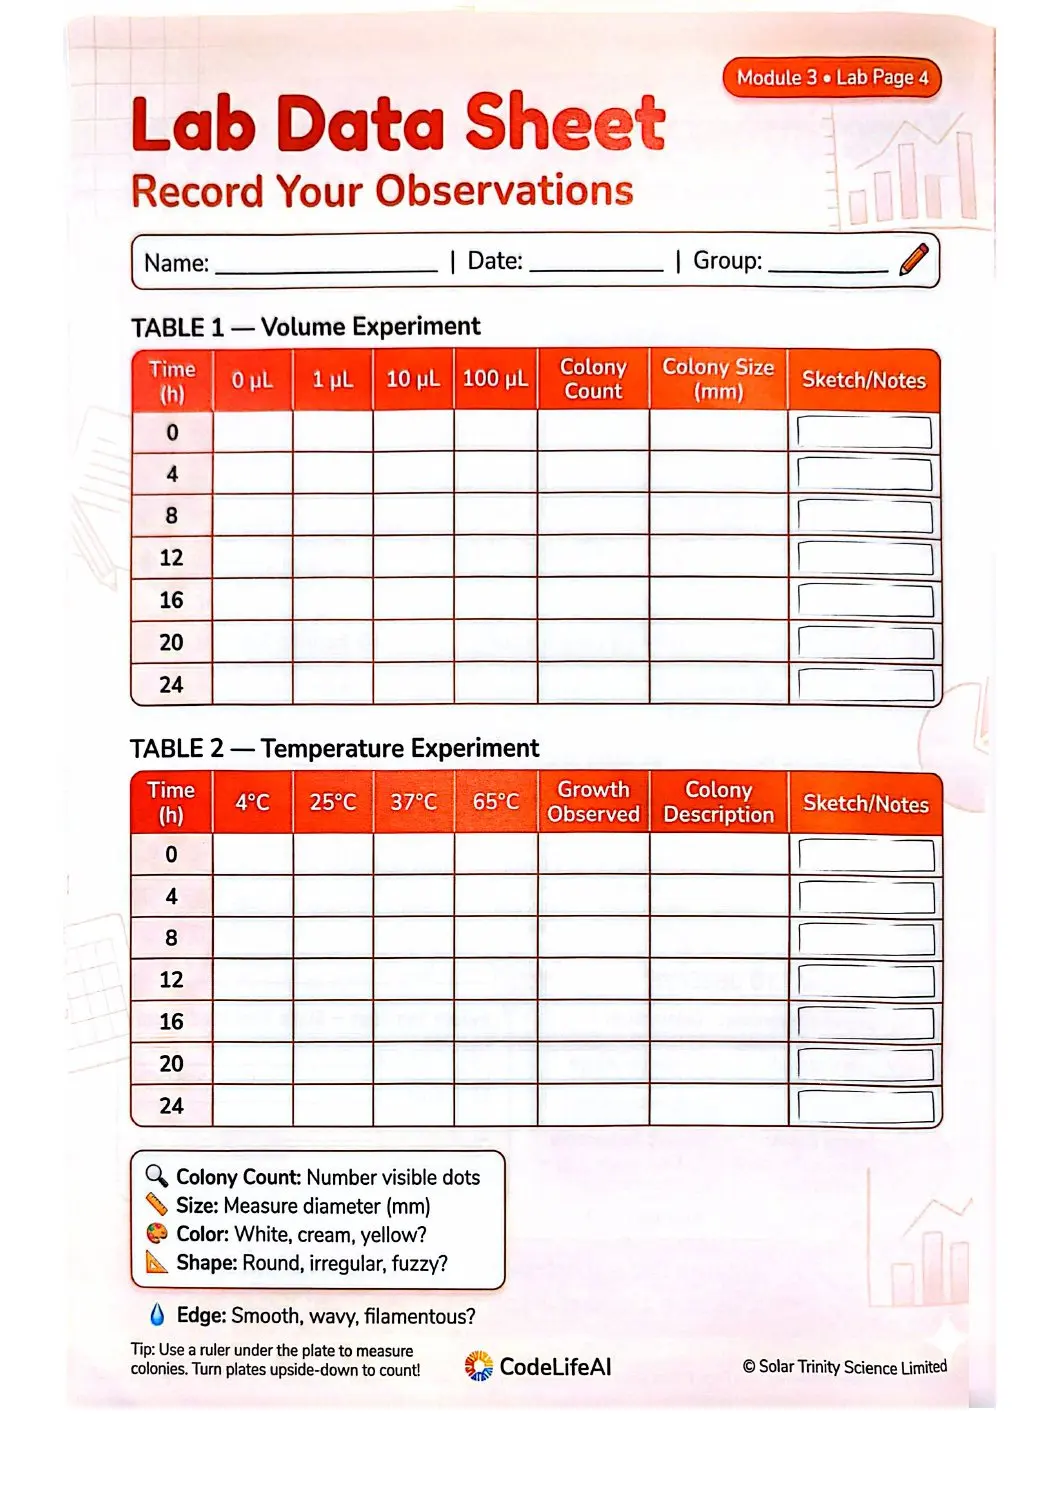 Module 3 • Lab Page 4
Lab Data Sheet
Record Your Observations
Name: ____________________ | Date: ____________ | Group: ___________
TABLE 1 — Volume Experiment
Time (h) 0 µL 1 µL 10 µL 100 µL Colony Count Colony Size (mm) Sketch/Notes
0
4
8
12
16
20
24
TABLE 2 — Temperature Experiment
Time (h) 4°C 25°C 37°C 65°C Growth Observed Colony Description Sketch/Notes
0
4
8
12
16
20
24
Colony Count: Number visible dots
Size: Measure diameter (mm)
Color: White, cream, yellow?
Shape: Round, irregular, fuzzy?
Edge: Smooth, wavy, filamentous?
Tip: Use a ruler under the plate to measure
colonies. Turn plates upside-down to count!
CodeLifeAI
© Solar Trinity Science Limited